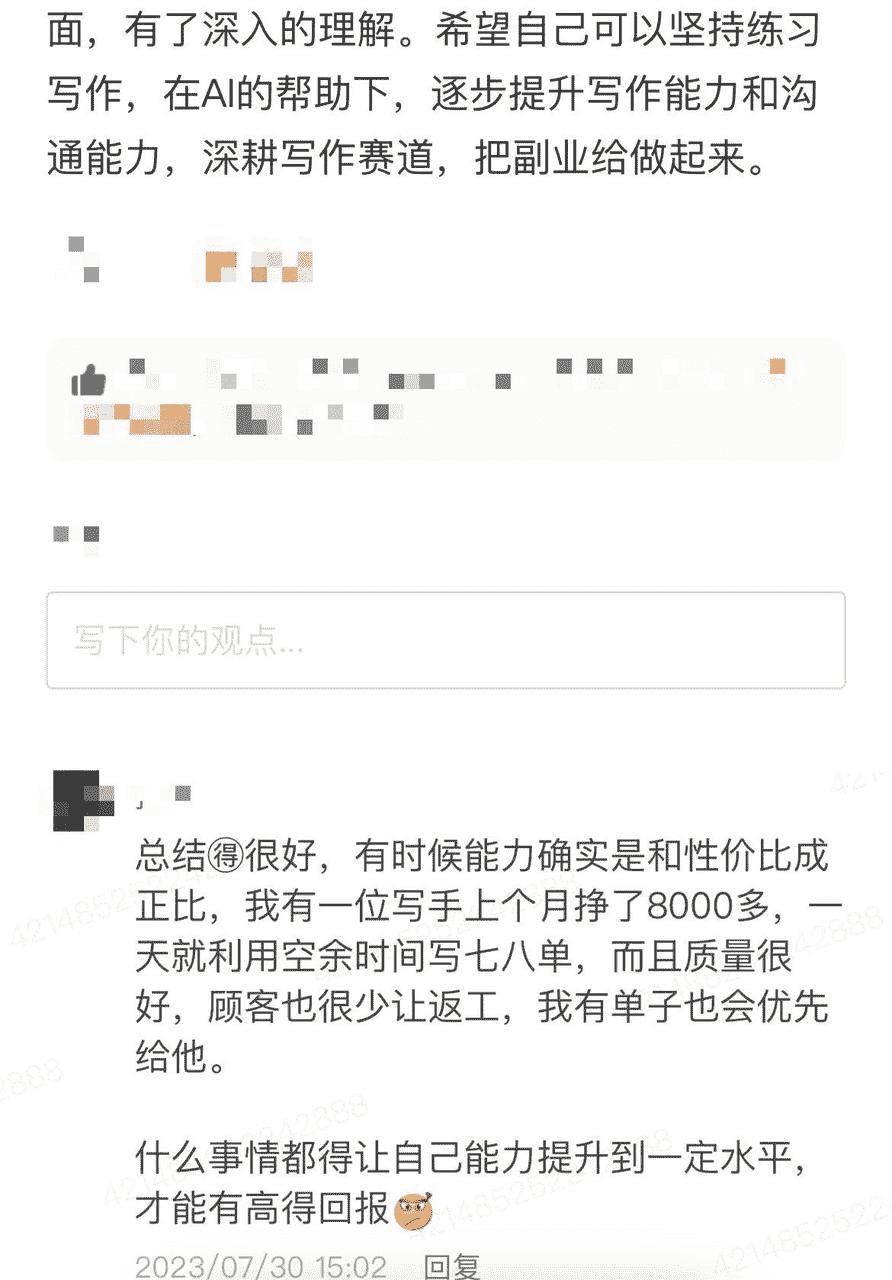 面，有了深入的理解。希望自己可以坚持练习
写作，在AI的帮助下，逐步提升写作能力和沟
通能力，深耕写作赛道，把副业给做起来。
写下你的观点...
总结㊝很好，有时候能力确实是和性价比成
正比，我有一位写手上个月挣了8000多，一
天就利用空余时间写七八单，而且质量很
好，顾客也很少让返工，我有单子也会优先
给他。
什么事情都得让自己能力提升到一定水平，
才能有高得回报
2023/07/30 15:02 回复